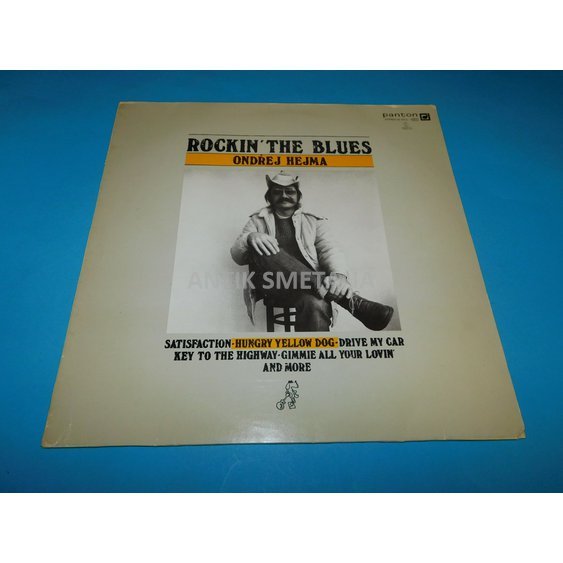 panton
ROCKIN' THE BLUES
ONDŘEJ HEJMA
ANTIK SMETANA
SATISFACTION·HUNGRY YELLOW DOG·DRIVE MY CAR
KEY TO THE HIGHWAY·GIMMIE ALL YOUR LOVIN'
AND MORE